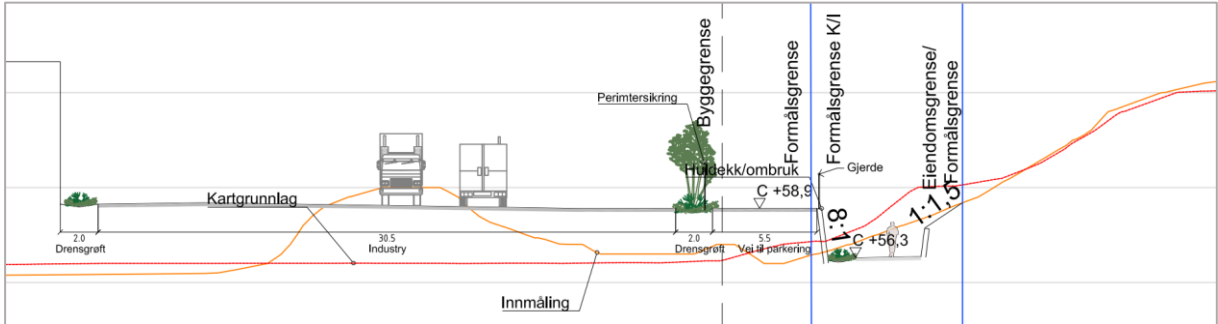 Perimtersikring
Byggegrense
Formålsgrense
Formålsgrense K/I
Eiendomsgrense/
Formålsgrense
Huldekk/ombruk
Gjerde
C +58,9
Kartgrunnlag
8:1
1:1,5
C +56,3
2.0
Drensgrøft
30.5
Industry
2.0
Drensgrøft
5.5
Vei til parkering
Innmåling